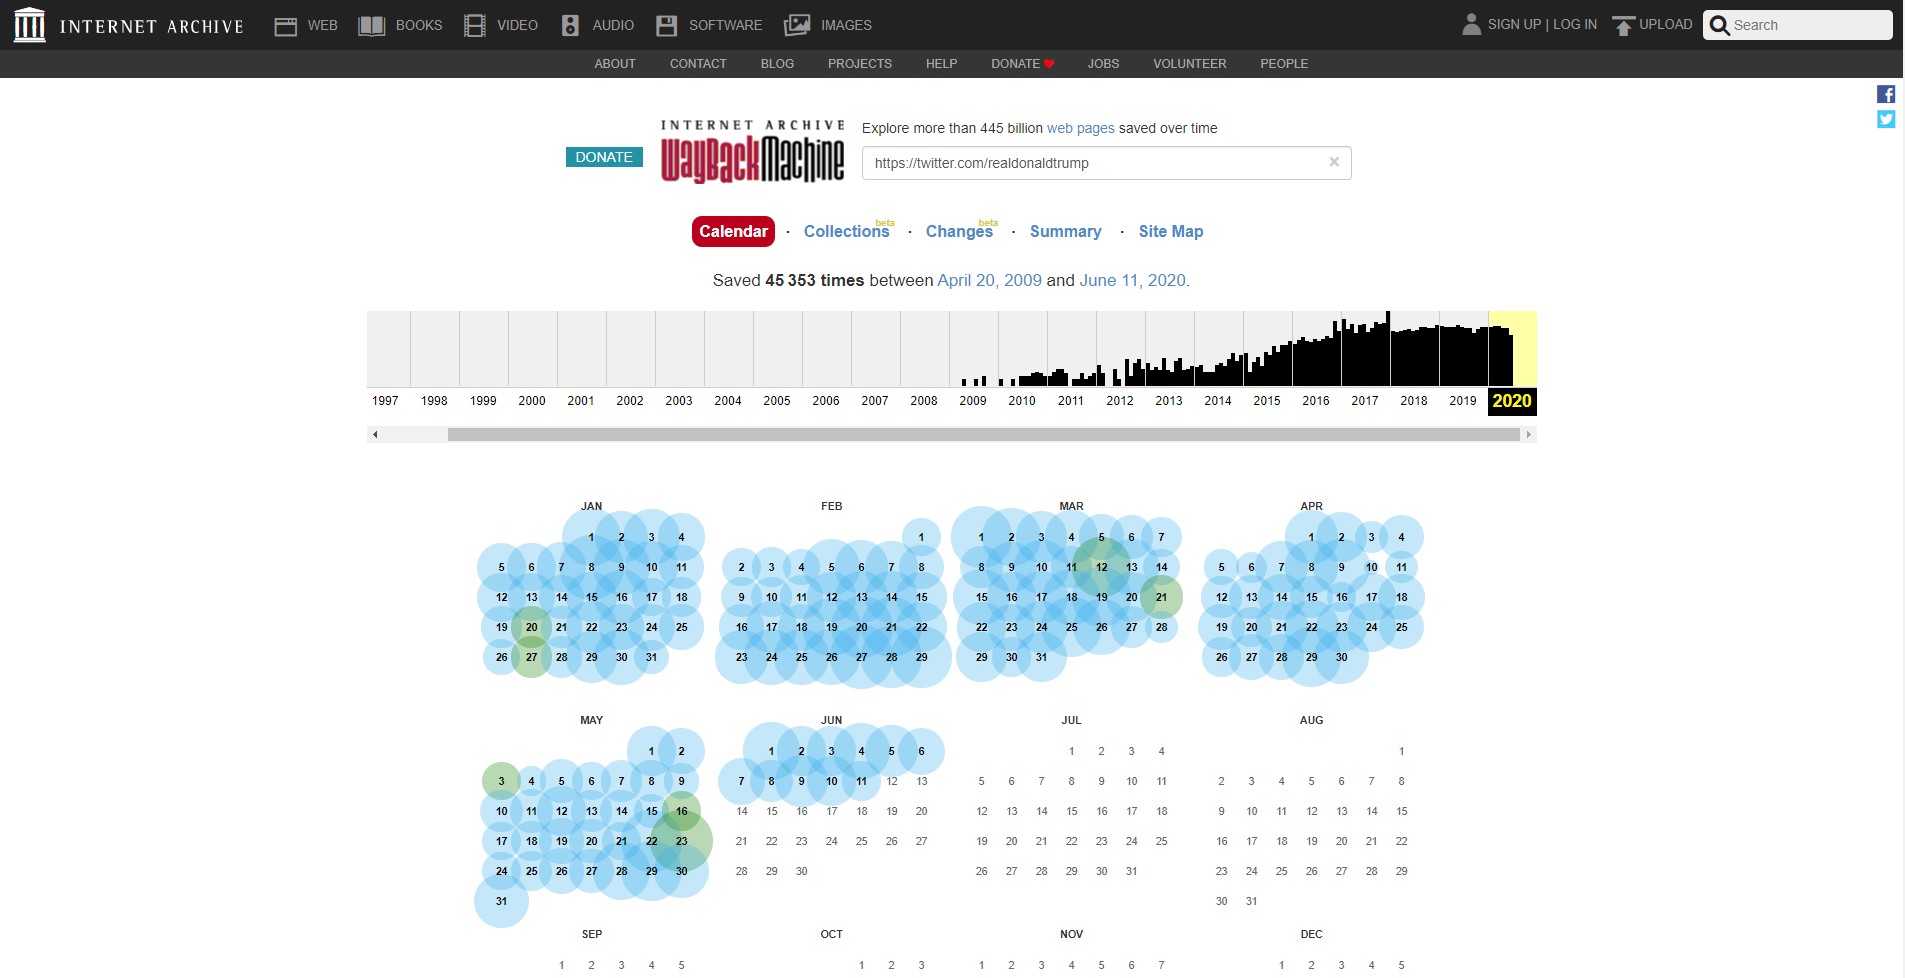 INTERNET ARCHIVE WEB BOOKS VIDEO AUDIO SOFTWARE IMAGES SIGN UP | LOG IN UPLOAD Search
ABOUT CONTACT BLOG PROJECTS HELP DONATE JOBS VOLUNTEER PEOPLE
DONATE
INTERNET ARCHIVE
WayBackMachine
Explore more than 445 billion web pages saved over time
https://twitter.com/realdonaldtrump ×
Calendar · Collections beta · Changes beta · Summary · Site Map
Saved 45 353 times between April 20, 2009 and June 11, 2020.
1997 1998 1999 2000 2001 2002 2003 2004 2005 2006 2007 2008 2009 2010 2011 2012 2013 2014 2015 2016 2017 2018 2019 2020
JAN
1 2 3 4
5 6 7 8 9 10 11
12 13 14 15 16 17 18
19 20 21 22 23 24 25
26 27 28 29 30 31
FEB
1
2 3 4 5 6 7 8
9 10 11 12 13 14 15
16 17 18 19 20 21 22
23 24 25 26 27 28 29
MAR
1 2 3 4 5 6 7
8 9 10 11 12 13 14
15 16 17 18 19 20 21
22 23 24 25 26 27 28
29 30 31
APR
1 2 3 4
5 6 7 8 9 10 11
12 13 14 15 16 17 18
19 20 21 22 23 24 25
26 27 28 29 30
MAY
1 2
3 4 5 6 7 8 9
10 11 12 13 14 15 16
17 18 19 20 21 22 23
24 25 26 27 28 29 30
31
JUN
1 2 3 4 5 6
7 8 9 10 11 12 13
14 15 16 17 18 19 20
21 22 23 24 25 26 27
28 29 30
JUL
1 2 3 4
5 6 7 8 9 10 11
12 13 14 15 16 17 18
19 20 21 22 23 24 25
26 27 28 29 30 31
AUG
1
2 3 4 5 6 7 8
9 10 11 12 13 14 15
16 17 18 19 20 21 22
23 24 25 26 27 28 29
30 31
SEP
1 2 3 4 5
OCT
1 2 3
NOV
1 2 3 4 5 6 7
DEC
1 2 3 4 5